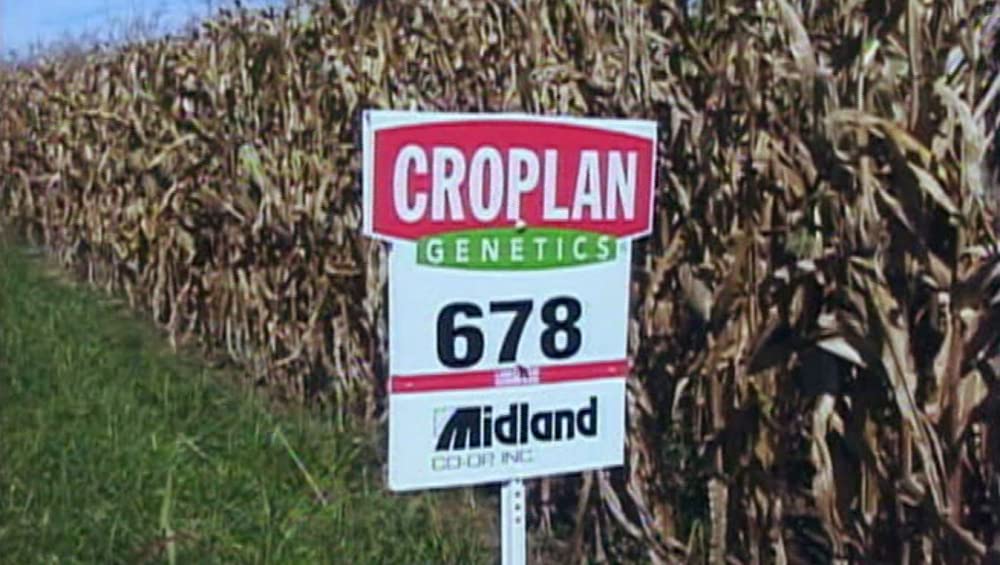 CROPLAN
GENETICS
678
Midland
CO-OP, INC.